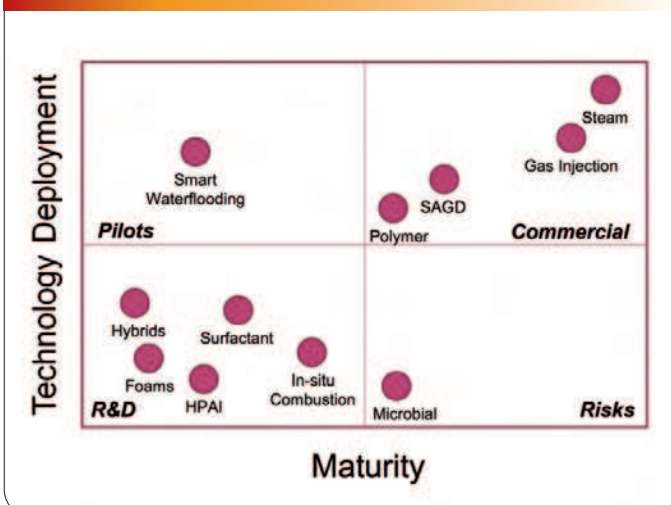 Technology Deployment
Steam
Gas Injection
Smart
Waterflooding
SAGD
Polymer
Pilots
Commercial
Hybrids
Surfactant
Foams
HPAI
In-situ
Combustion
Microbial
R&D
Risks
Maturity